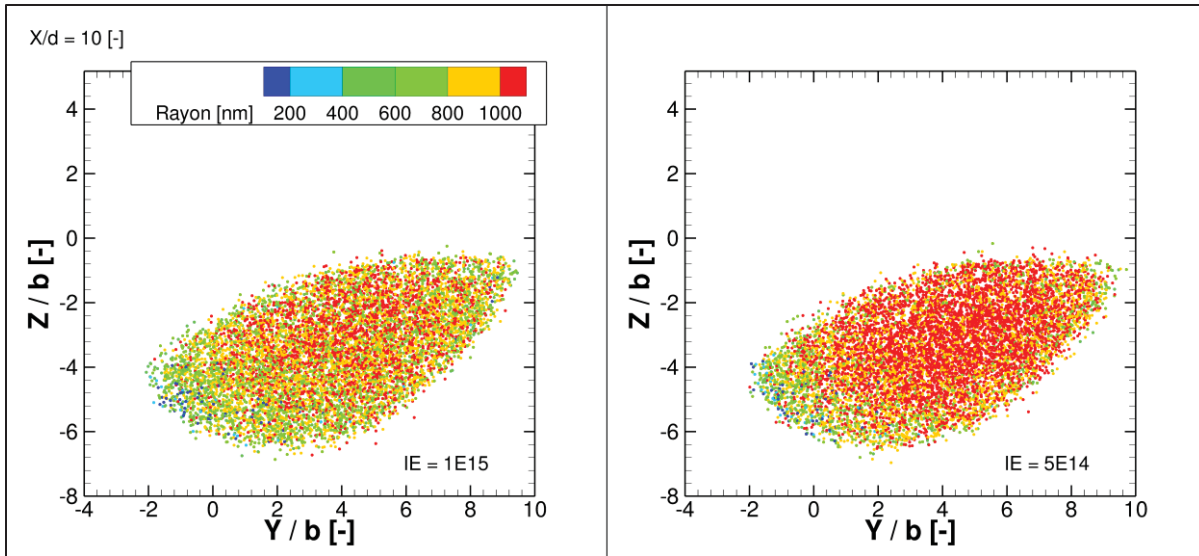 X/d = 10 [-]
Rayon [nm] 200 400 600 800 1000
4
2
0
-2
-4
-6
-8
Z / b [-]
-4 -2 0 2 4 6 8 10
Y / b [-]
IE = 1E15
4
2
0
-2
-4
-6
-8
Z / b [-]
-4 -2 0 2 4 6 8 10
Y / b [-]
IE = 5E14